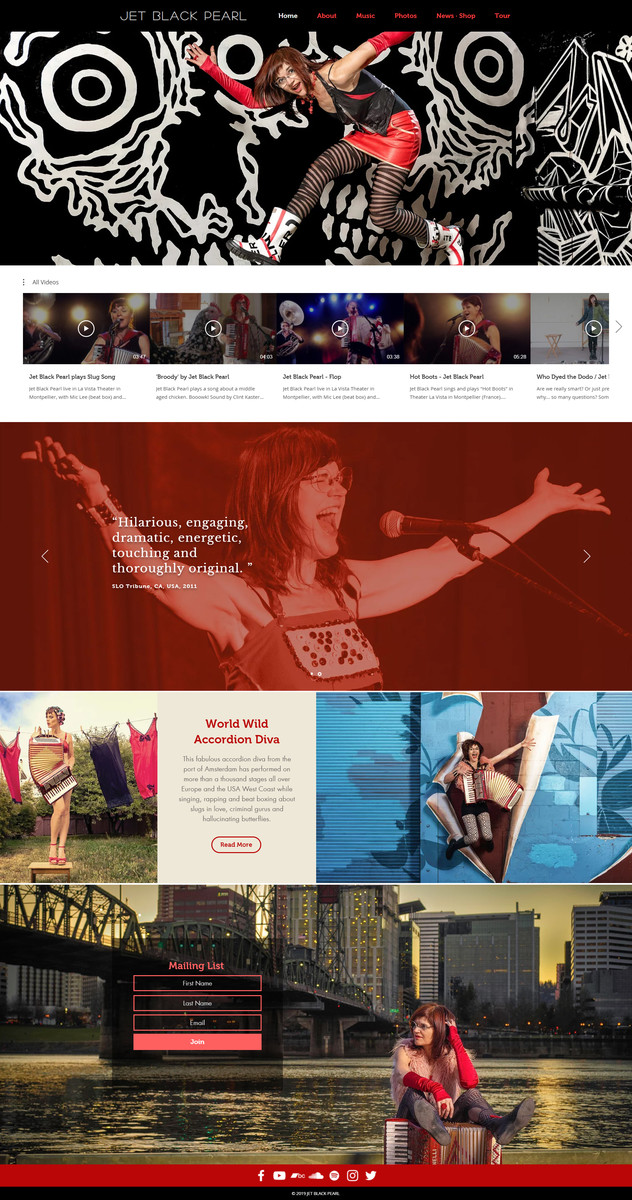 JET BLACK PEARL
Home About Music Photos News - Shop Tour
All Videos
03:47
04:03
03:38
05:28
Jet Black Pearl plays Slug Song
Jet Black Pearl live in La Vista Theater in
Montpellier, with Mic Lee (beat box) and...
'Broody' by Jet Black Pearl
Jet Black Pearl plays a song about a middle
aged chicken. Booowki Sound by Clint Kaster...
Jet Black Pearl - Flop
Jet Black Pearl live in La Vista Theater in
Montpellier, with Mic Lee (beat box) and...
Hot Boots - Jet Black Pearl
Jet Black Pearl sings and plays "Hot Boots" in
Theater La Vista in Montpellier (France)....
Who Dyed the Dodo / Jet
Are we really smart? Or just
why... so many questions? Som
“Hilarious, engaging,
dramatic, energetic,
touching and
thoroughly original. ”
SLO Tribune, CA, USA, 2011
World Wild
Accordion Diva
This fabulous accordion diva from the
port of Amsterdam has performed on
more than a thousand stages all over
Europe and the USA West Coast while
singing, rapping and beat boxing about
slugs in love, criminal gurus and
hallucinating butterflies.
Read More
Mailing List
First Name
Last Name
Email
Join
© 2019 JET BLACK PEARL